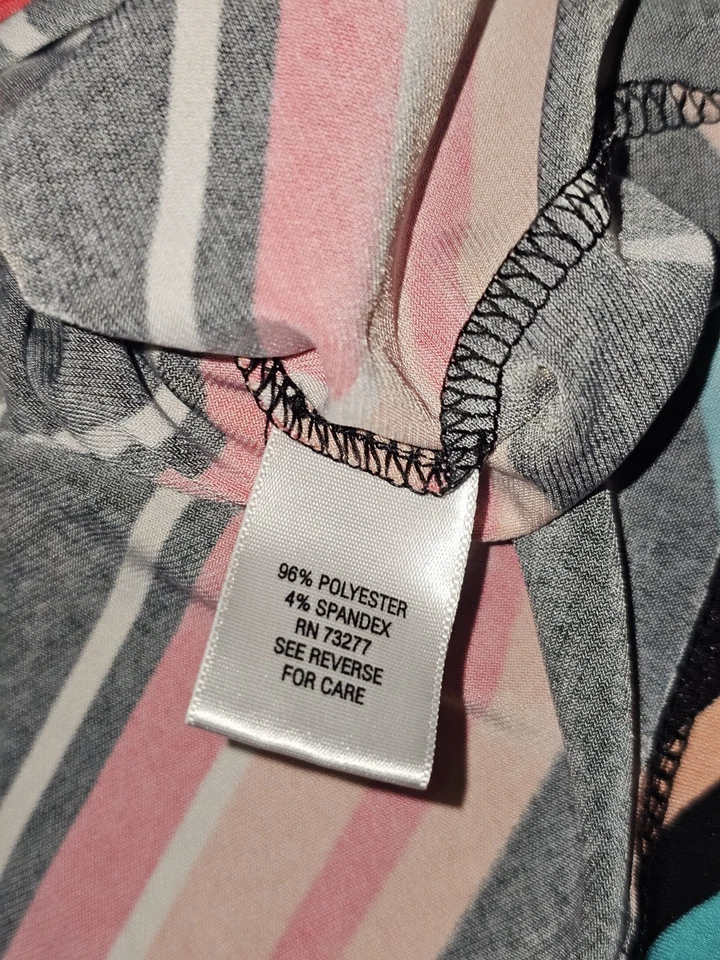 96% POLYESTER
4% SPANDEX
RN 73277
SEE REVERSE
FOR CARE